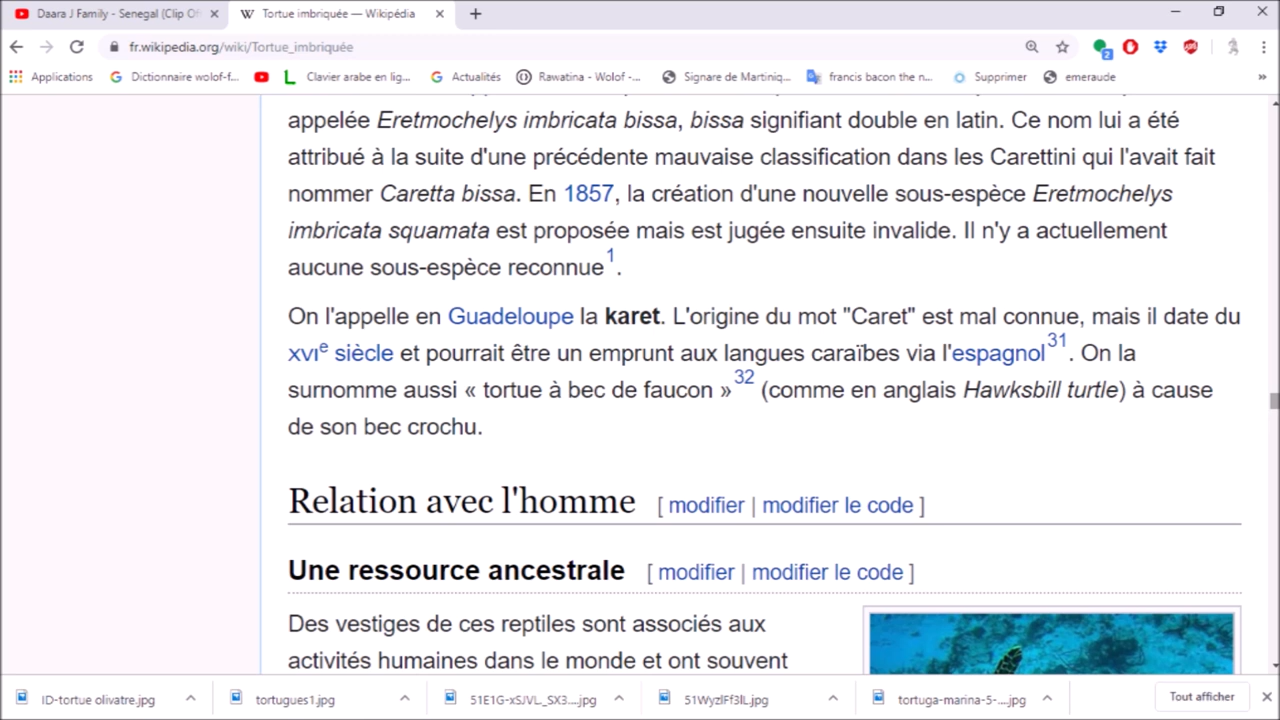 Daara J Family - Senegal (Clip Of
Tortue imbriquée — Wikipédia
fr.wikipedia.org/wiki/Tortue_imbriquée
Applications
Dictionnaire wolof-f...
Clavier arabe en lig...
Actualités
Rawatina - Wolof -...
Signare de Martiniq...
francis bacon the n...
Supprimer
emeraude
»
appelée Eretmochelys imbricata bissa, bissa signifiant double en latin. Ce nom lui a été
attribué à la suite d'une précédente mauvaise classification dans les Carettini qui l'avait fait
nommer Caretta bissa. En 1857, la création d'une nouvelle sous-espèce Eretmochelys
imbricata squamata est proposée mais est jugée ensuite invalide. Il n'y a actuellement
aucune sous-espèce reconnue1.
On l'appelle en Guadeloupe la karet. L'origine du mot "Caret" est mal connue, mais il date du
XVIe siècle et pourrait être un emprunt aux langues caraïbes via l'espagnol31. On la
surnomme aussi « tortue à bec de faucon »32 (comme en anglais Hawksbill turtle) à cause
de son bec crochu.
Relation avec l'homme [ modifier | modifier le code ]
Une ressource ancestrale [ modifier | modifier le code ]
Des vestiges de ces reptiles sont associés aux
activités humaines dans le monde et ont souvent
ID-tortue olivatre.jpg
tortugues1.jpg
51E1G-xSJVL._SX3....jpg
51WyzlFf3lL.jpg
tortuga-marina-5-....jpg
Tout afficher